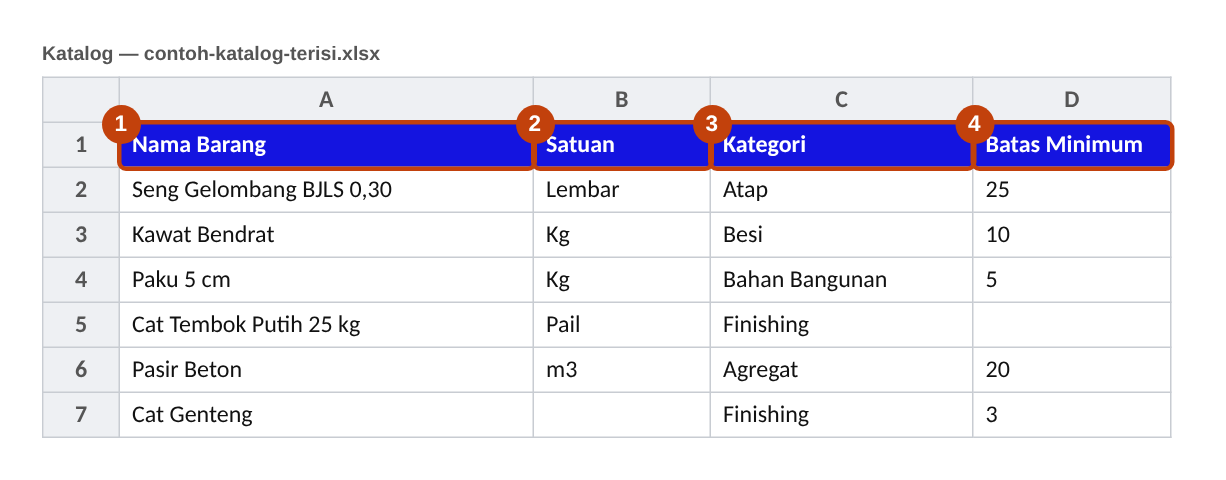 Katalog — contoh-katalog-terisi.xlsx
A B C D
1 2 3 4
1 Nama Barang Satuan Kategori Batas Minimum
2 Seng Gelombang BJLS 0,30 Lembar Atap 25
3 Kawat Bendrat Kg Besi 10
4 Paku 5 cm Kg Bahan Bangunan 5
5 Cat Tembok Putih 25 kg Pail Finishing
6 Pasir Beton m3 Agregat 20
7 Cat Genteng Finishing 3